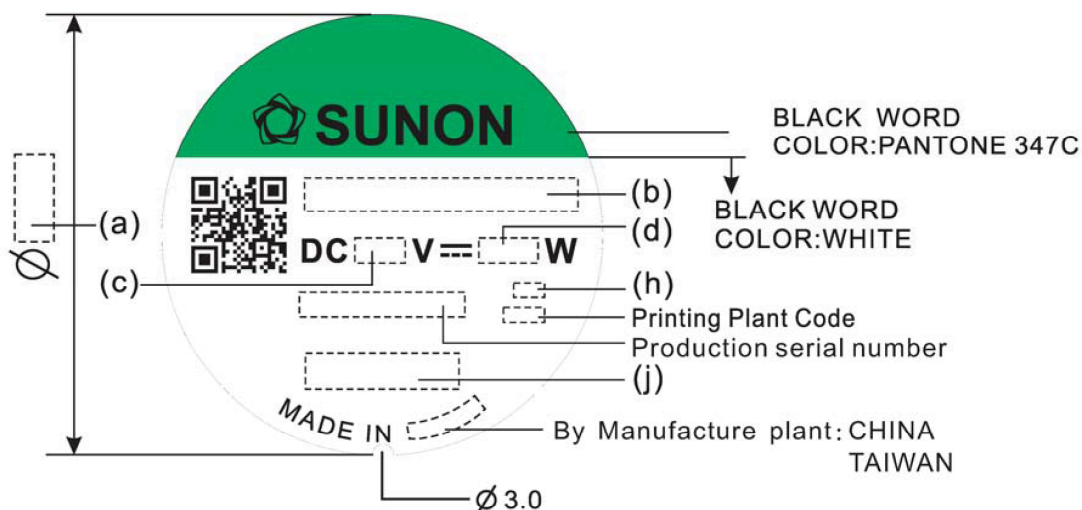 SUNON
BLACK WORD
COLOR:PANTONE 347C
(b)
BLACK WORD
COLOR:WHITE
(a)
Ø
DC V W
(d)
(c)
(h)
Printing Plant Code
Production serial number
(j)
MADE IN
By Manufacture plant: CHINA
TAIWAN
Ø 3.0